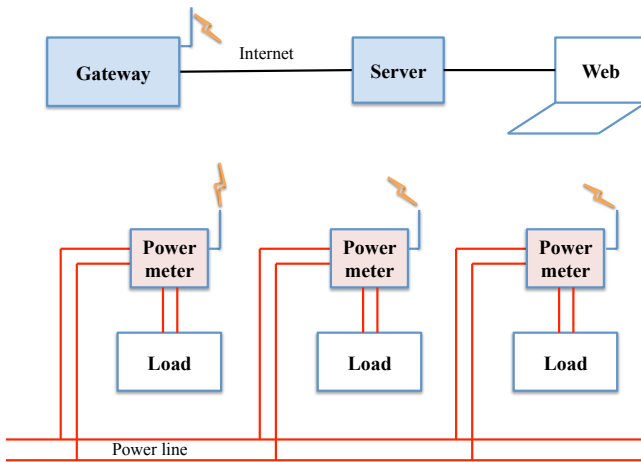 Gateway
Internet
Server
Web
Power
meter
Power
meter
Power
meter
Load
Load
Load
Power line